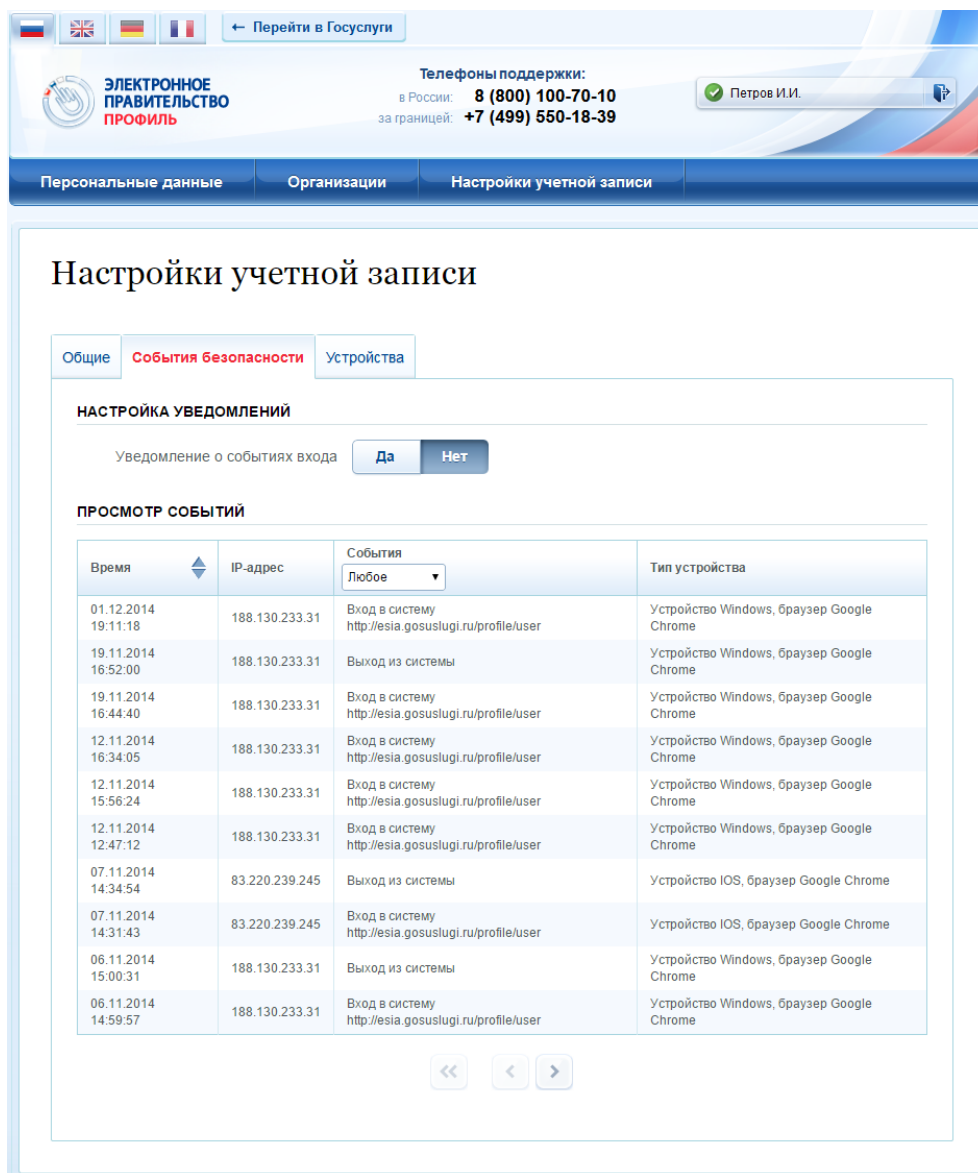 ← Перейти в Госуслуги
ЭЛЕКТРОННОЕ
ПРАВИТЕЛЬСТВО
ПРОФИЛЬ
Телефоны поддержки:
в России: 8 (800) 100-70-10
за границей: +7 (499) 550-18-39
Петров И.И.
Персональные данные Организации Настройки учетной записи
Настройки учетной записи
Общие События безопасности Устройства
НАСТРОЙКА УВЕДОМЛЕНИЙ
Уведомление о событиях входа Да Нет
ПРОСМОТР СОБЫТИЙ
Время IP-адрес События Тип устройства
Любое
01.12.2014 188.130.233.31 Вход в систему Устройство Windows, браузер Google
19:11:18 http://esia.gosuslugi.ru/profile/user Chrome
19.11.2014 188.130.233.31 Выход из системы Устройство Windows, браузер Google
16:52:00 Chrome
19.11.2014 188.130.233.31 Вход в систему Устройство Windows, браузер Google
16:44:40 http://esia.gosuslugi.ru/profile/user Chrome
12.11.2014 188.130.233.31 Вход в систему Устройство Windows, браузер Google
16:34:05 http://esia.gosuslugi.ru/profile/user Chrome
12.11.2014 188.130.233.31 Вход в систему Устройство Windows, браузер Google
15:56:24 http://esia.gosuslugi.ru/profile/user Chrome
12.11.2014 188.130.233.31 Вход в систему Устройство Windows, браузер Google
12:47:12 http://esia.gosuslugi.ru/profile/user Chrome
07.11.2014 83.220.239.245 Выход из системы Устройство IOS, браузер Google Chrome
14:34:54
07.11.2014 83.220.239.245 Вход в систему Устройство IOS, браузер Google Chrome
14:31:43 http://esia.gosuslugi.ru/profile/user
06.11.2014 188.130.233.31 Выход из системы Устройство Windows, браузер Google
15:00:31 Chrome
06.11.2014 188.130.233.31 Вход в систему Устройство Windows, браузер Google
14:59:57 http://esia.gosuslugi.ru/profile/user Chrome